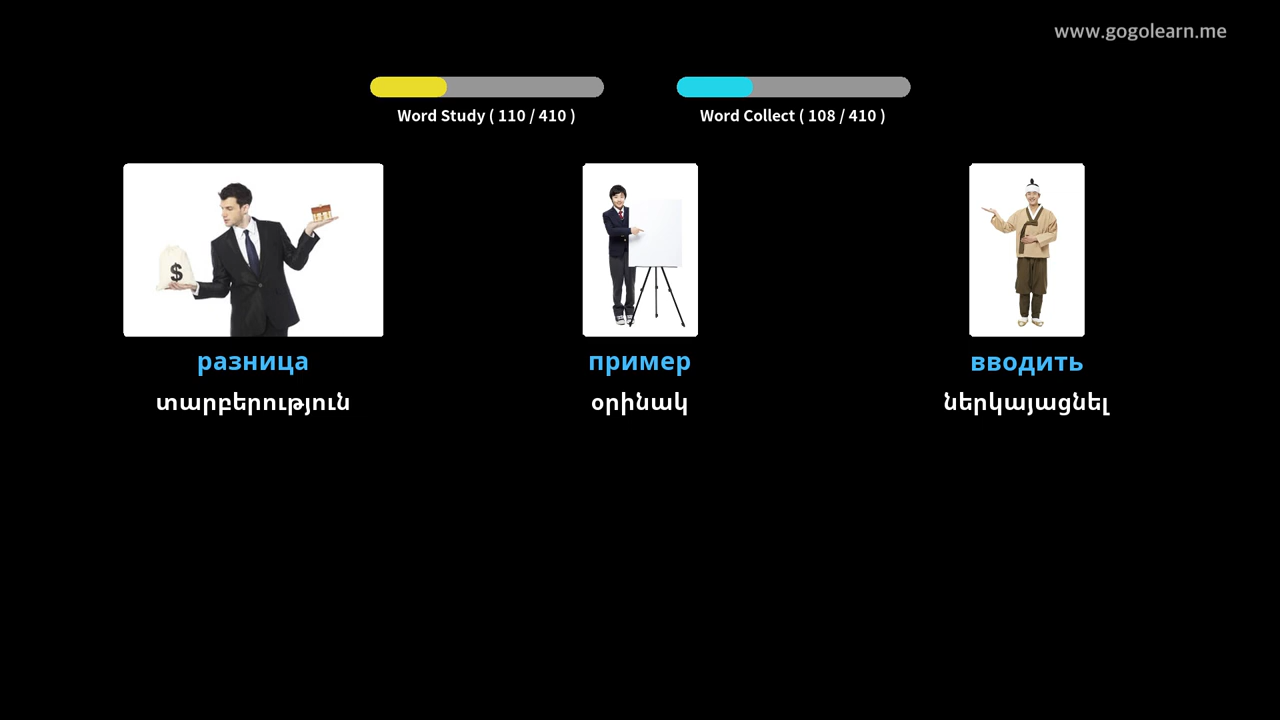 www.gogolearn.me
Word Study ( 110 / 410 )
Word Collect ( 108 / 410 )
$
разница
пример
вводить
տարբերություն
օրինակ
ներկայացնել